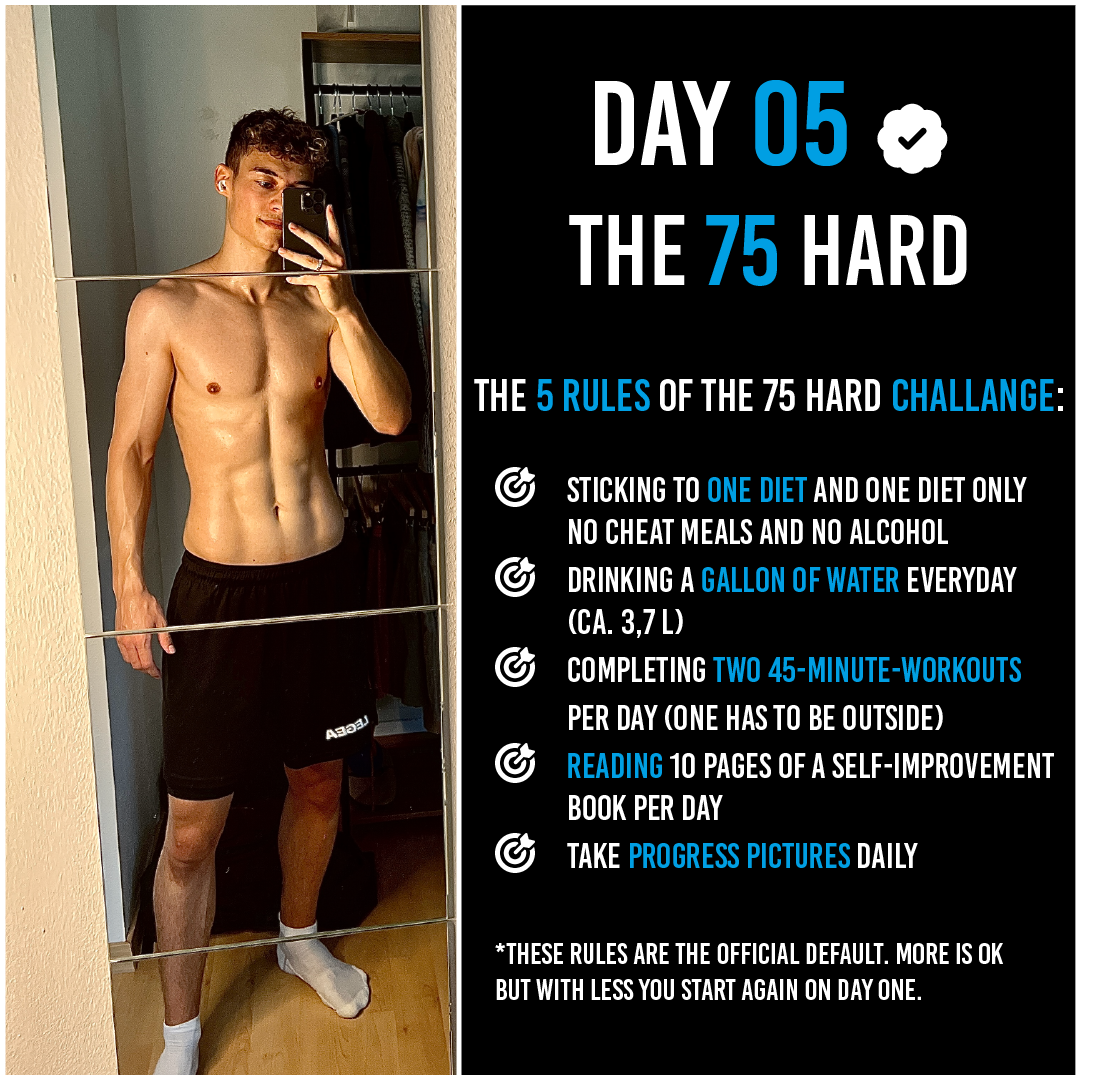 DAY 05
THE 75 HARD
THE 5 RULES OF THE 75 HARD CHALLANGE:
STICKING TO ONE DIET AND ONE DIET ONLY
NO CHEAT MEALS AND NO ALCOHOL
DRINKING A GALLON OF WATER EVERYDAY
(CA. 3,7 L)
COMPLETING TWO 45-MINUTE-WORKOUTS
PER DAY (ONE HAS TO BE OUTSIDE)
READING 10 PAGES OF A SELF-IMPROVEMENT
BOOK PER DAY
TAKE PROGRESS PICTURES DAILY
*THESE RULES ARE THE OFFICIAL DEFAULT. MORE IS OK
BUT WITH LESS YOU START AGAIN ON DAY ONE.
LEGEA